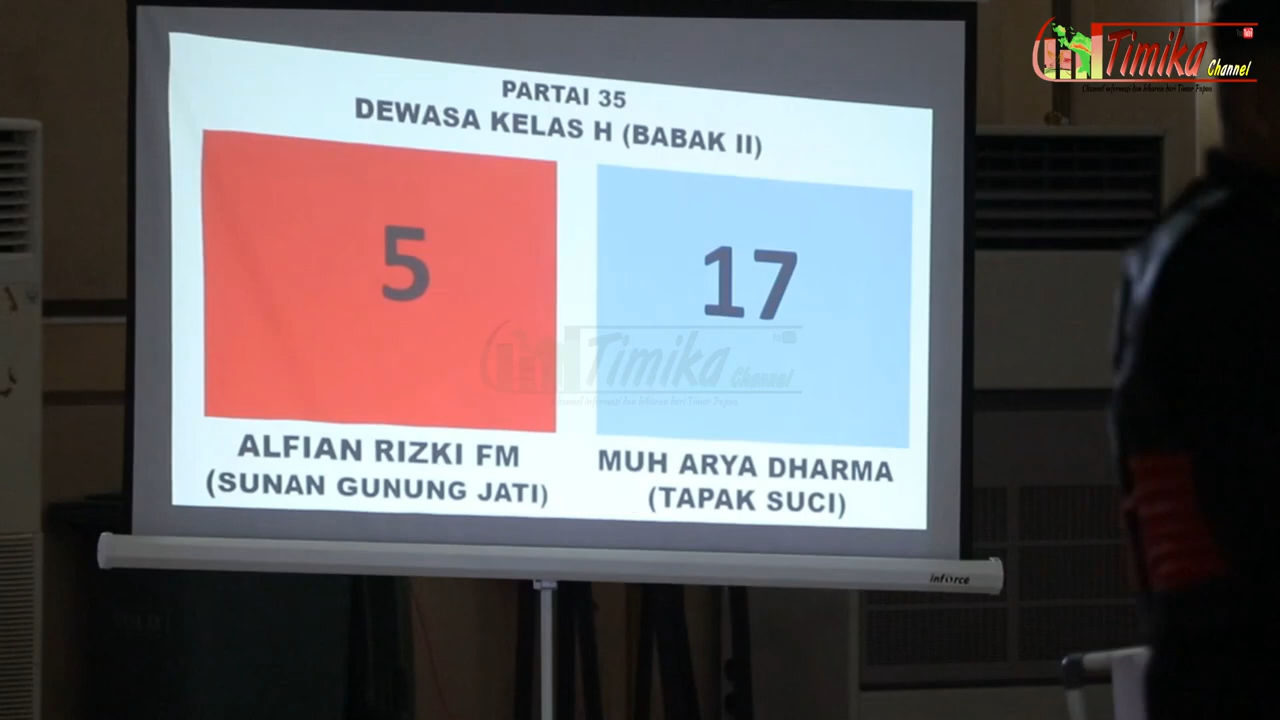 Timika
Channel
PARTAI 35
DEWASA KELAS H (BABAK II)
5
17
Timika
Channel
ALFIAN RIZKI FM
(SUNAN GUNUNG JATI)
MUH ARYA DHARMA
(TAPAK SUCI)
inforce